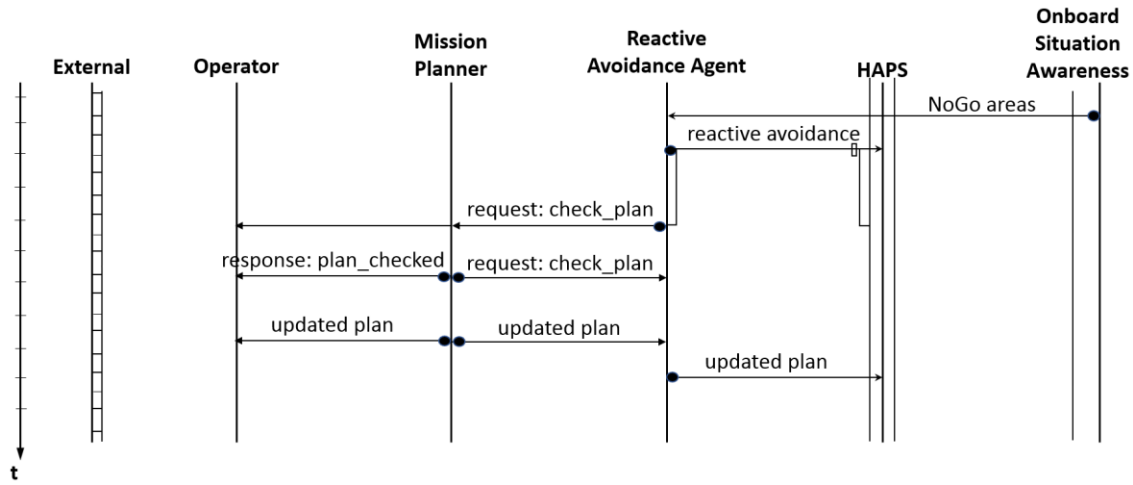 External
Operator
Mission
Planner
Reactive
Avoidance Agent
HAPS
Onboard
Situation
Awareness
NoGo areas
reactive avoidance
request: check_plan
response: plan_checked
request: check_plan
updated plan
updated plan
updated plan
t